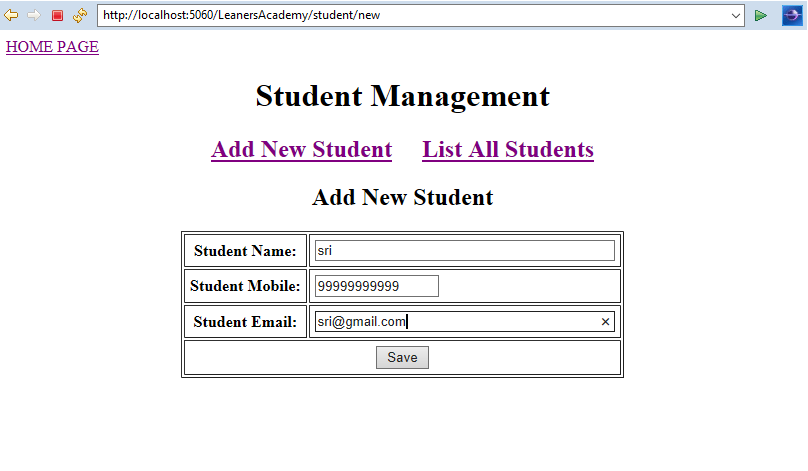 http://localhost:5060/LeanersAcademy/student/new
HOME PAGE
Student Management
Add New Student List All Students
Add New Student
Student Name: sri
Student Mobile: 99999999999
Student Email: sri@gmail.com
Save